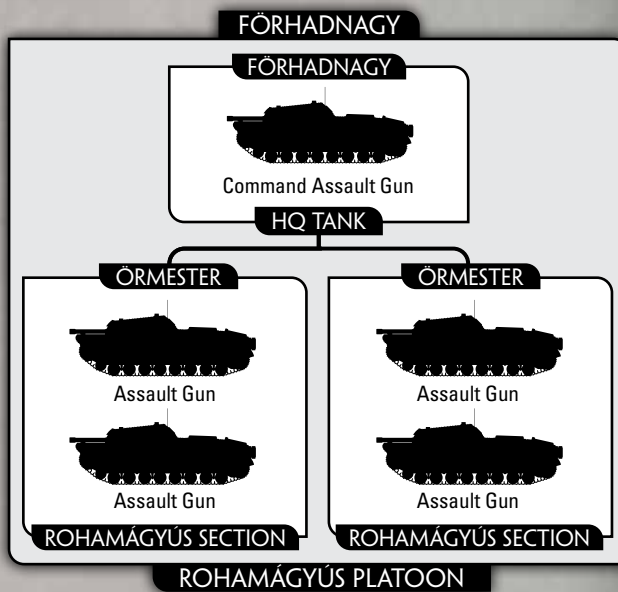 FÖRHADNAGY
FÖRHADNAGY
Command Assault Gun
HQ TANK
ÖRMESTER
Assault Gun
Assault Gun
ROHAMÁGYÚS SECTION
ÖRMESTER
Assault Gun
Assault Gun
ROHAMÁGYÚS SECTION
ROHAMÁGYÚS PLATOON